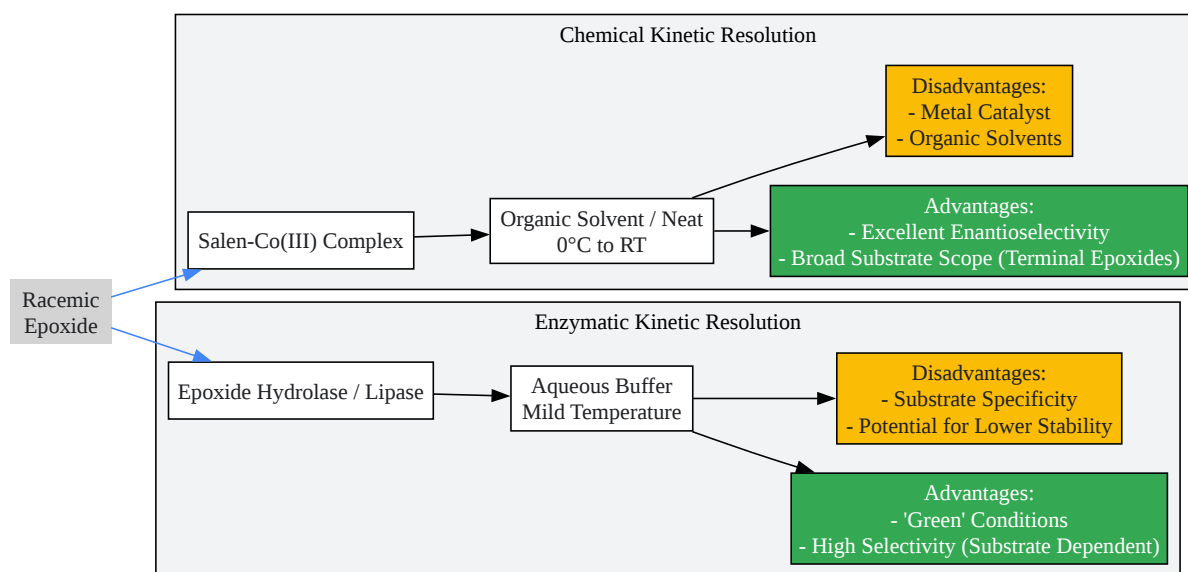 Chemical Kinetic Resolution
Disadvantages:
- Metal Catalyst
- Organic Solvents
Salen-Co(III) Complex
Organic Solvent / Neat
0°C to RT
Advantages:
- Excellent Enantioselectivity
- Broad Substrate Scope (Terminal Epoxides)
Racemic
Epoxide
Enzymatic Kinetic Resolution
Epoxide Hydrolase / Lipase
Aqueous Buffer
Mild Temperature
Disadvantages:
- Substrate Specificity
- Potential for Lower Stability
Advantages:
- 'Green' Conditions
- High Selectivity (Substrate Dependent)